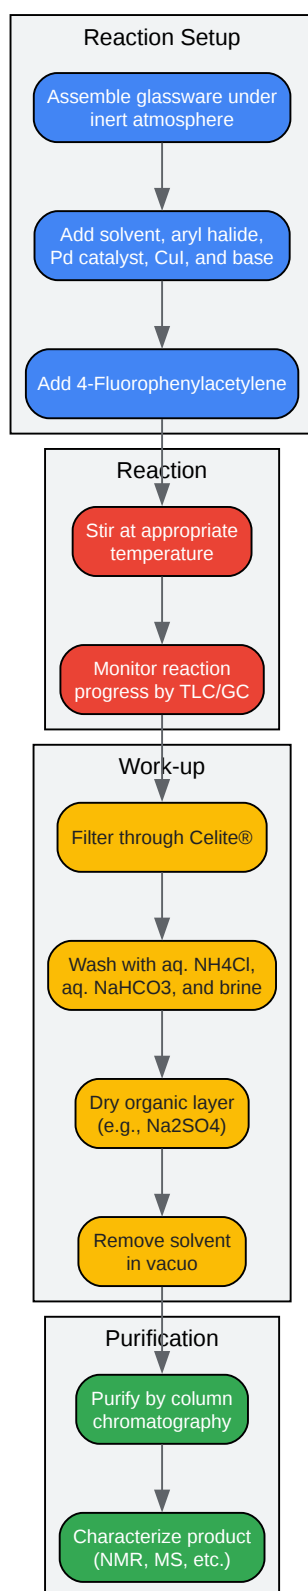 Reaction Setup
Assemble glassware under
inert atmosphere
Add solvent, aryl halide,
Pd catalyst, CuI, and base
Add 4-Fluorophenylacetylene
Reaction
Stir at appropriate
temperature
Monitor reaction
progress by TLC/GC
Work-up
Filter through Celite®
Wash with aq. NH4Cl,
aq. NaHCO3, and brine
Dry organic layer
(e.g., Na2SO4)
Remove solvent
in vacuo
Purification
Purify by column
chromatography
Characterize product
(NMR, MS, etc.)